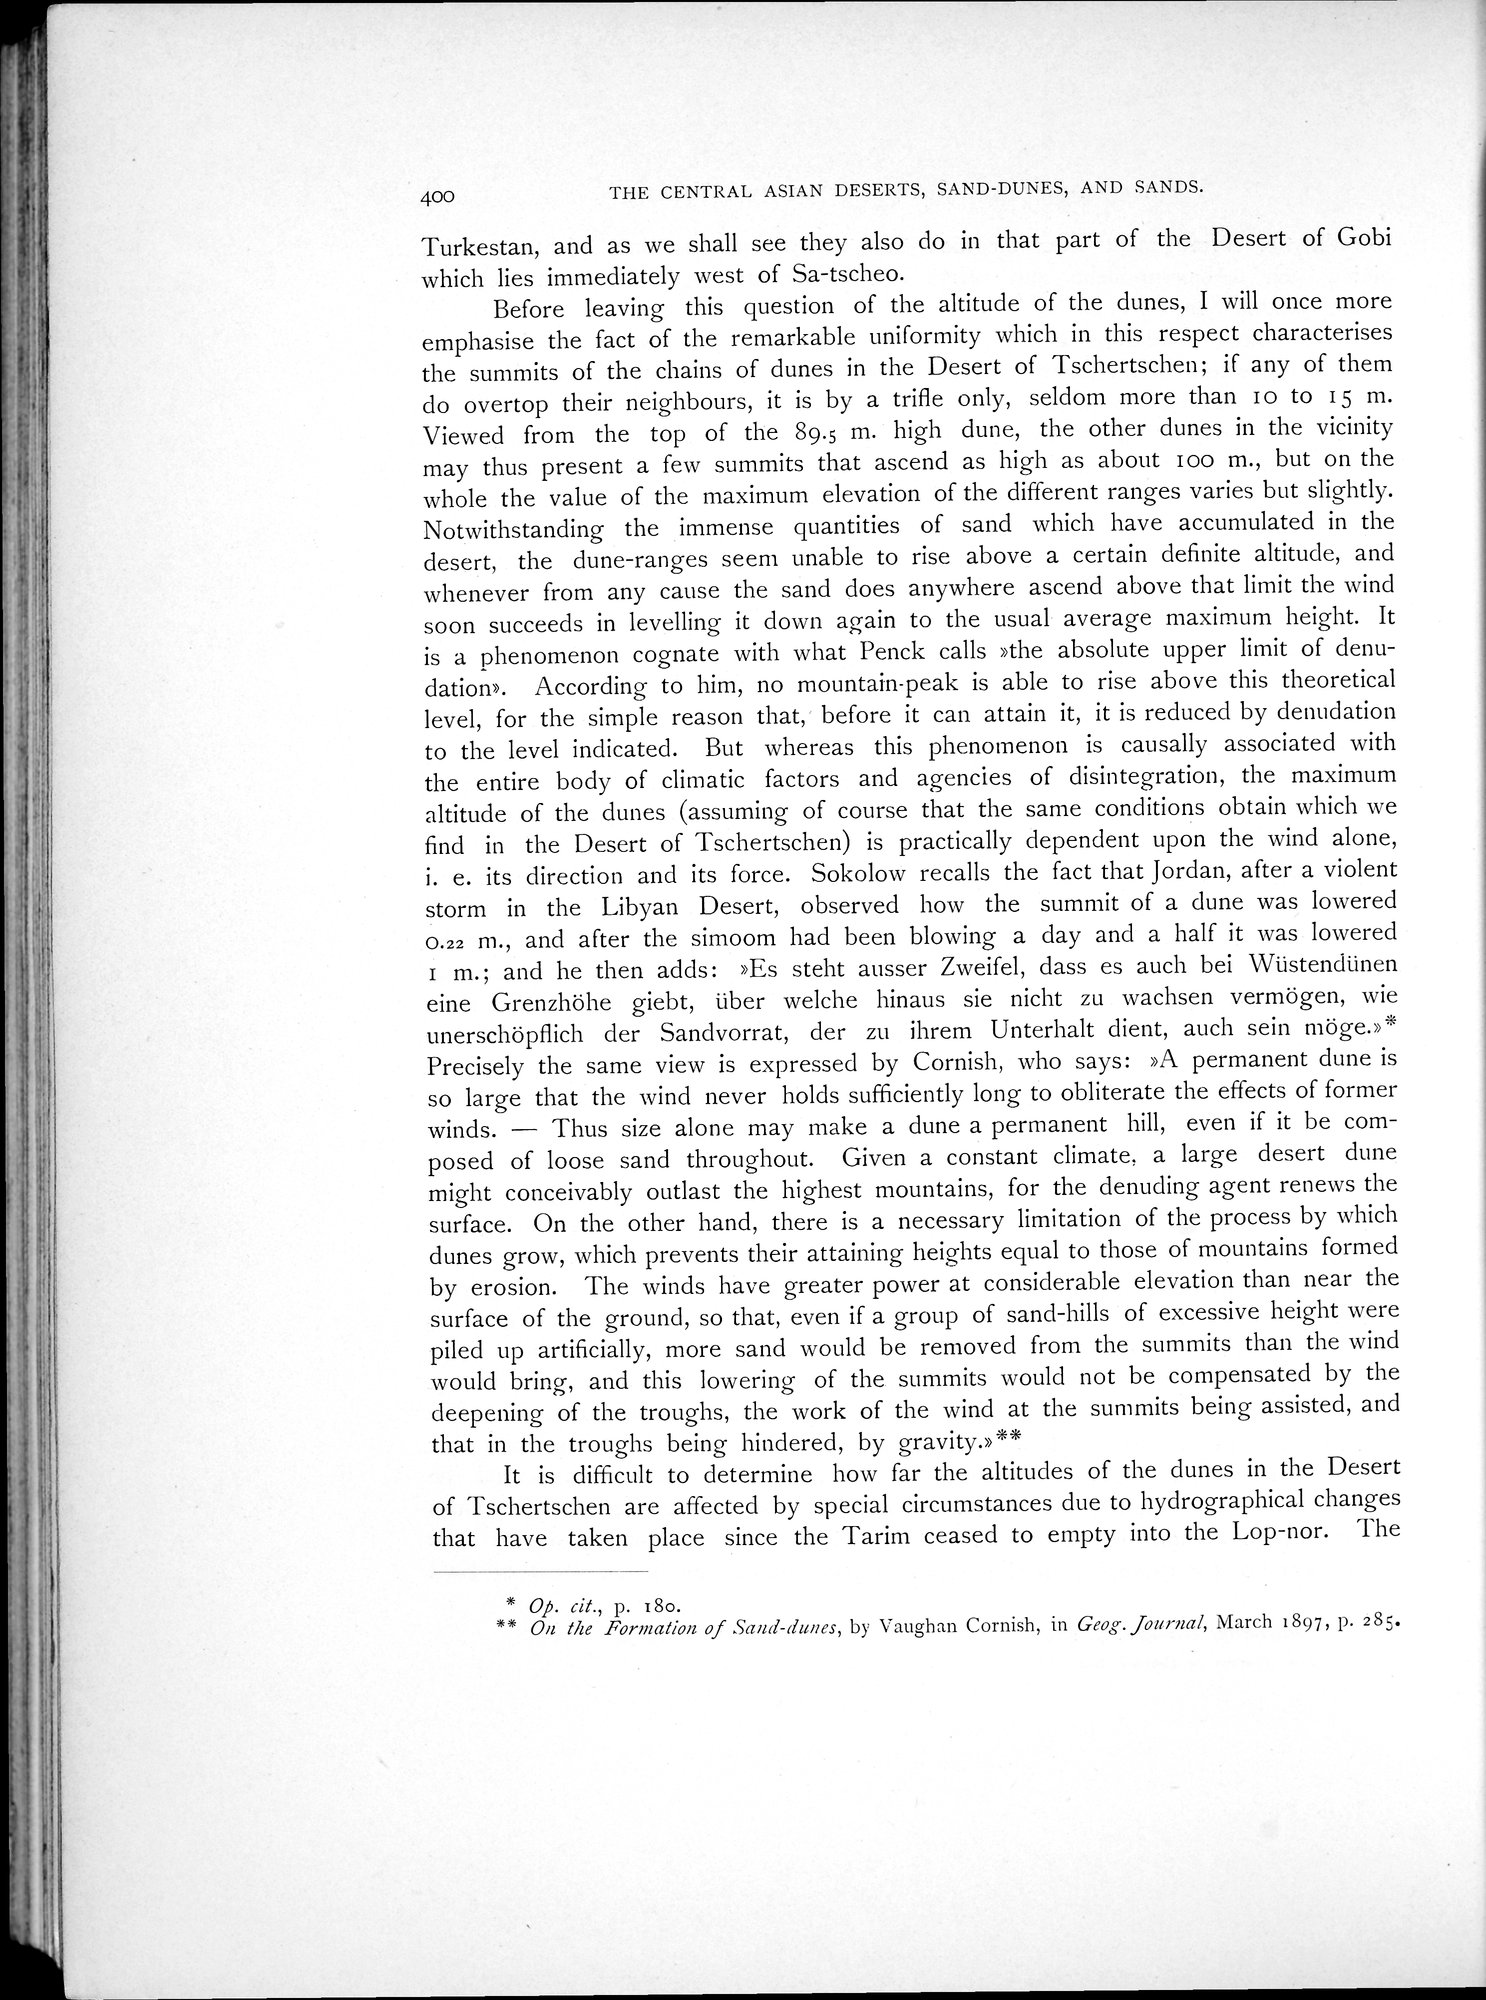 400 THE CENTRAL ASIAN DESERTS, SAND-DUNES, AND SANDS.
Turkestan, and as we shall see they also do in that part of the Desert of Gobi
which lies immediately west of Sa-tscheo.
Before leaving this question of the altitude of the dunes, I will once more
emphasise the fact of the remarkable uniformity which in this respect characterises
the summits of the chains of dunes in the Desert of Tschertschen; if any of them
do overtop their neighbours, it is by a trifle only, seldom more than 10 to 15 m.
Viewed from the top of the 89.5 m. high dune, the other dunes in the vicinity
may thus present a few summits that ascend as high as about 100 m., but on the
whole the value of the maximum elevation of the different ranges varies but slightly.
Notwithstanding the immense quantities of sand which have accumulated in the
desert, the dune-ranges seem unable to rise above a certain definite altitude, and
whenever from any cause the sand does anywhere ascend above that limit the wind
soon succeeds in levelling it down again to the usual average maximum height. It
is a phenomenon cognate with what Penck calls »the absolute upper limit of denu-
dation». According to him, no mountain-peak is able to rise above this theoretical
level, for the simple reason that, before it can attain it, it is reduced by denudation
to the level indicated. But whereas this phenomenon is causally associated with
the entire body of climatic factors and agencies of disintegration, the maximum
altitude of the dunes (assuming of course that the same conditions obtain which we
find in the Desert of Tschertschen) is practically dependent upon the wind alone,
i. e. its direction and its force. Sokolow recalls the fact that Jordan, after a violent
storm in the Libyan Desert, observed how the summit of a dune was lowered
0.22 m., and after the simoom had been blowing a day and a half it was lowered
1 m.; and he then adds: »Es steht ausser Zweifel, dass es auch bei Wüstendünen
eine Grenzhöhe giebt, über welche hinaus sie nicht zu wachsen vermögen, wie
unerschöpflich der Sandvorrat, der zu ihrem Unterhalt dient, auch sein möge.»*
Precisely the same view is expressed by Cornish, who says: »A permanent dune is
so large that the wind never holds sufficiently long to obliterate the effects of former
winds. — Thus size alone may make a dune a permanent hill, even if it be com-
posed of loose sand throughout. Given a constant climate, a large desert dune
might conceivably outlast the highest mountains, for the denuding agent renews the
surface. On the other hand, there is a necessary limitation of the process by which
dunes grow, which prevents their attaining heights equal to those of mountains formed
by erosion. The winds have greater power at considerable elevation than near the
surface of the ground, so that, even if a group of sand-hills of excessive height were
piled up artificially, more sand would be removed from the summits than the wind
would bring, and this lowering of the summits would not be compensated by the
deepening of the troughs, the work of the wind at the summits being assisted, and
that in the troughs being hindered, by gravity.»**
It is difficult to determine how far the altitudes of the dunes in the Desert
of Tschertschen are affected by special circumstances due to hydrographical changes
that have taken place since the Tarim ceased to empty into the Lop-nor. The
* Op. cit., p. 180.
** On the Formation of Sand-dunes, by Vaughan Cornish, in Geog. Journal, March 1897, p. 285.